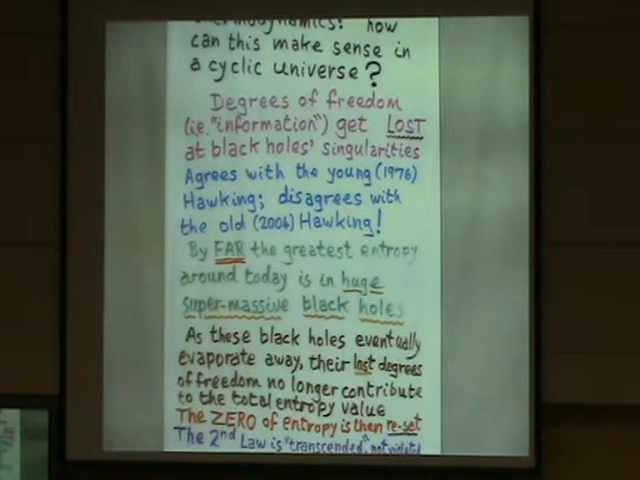 thermodynamics: how
can this make sense in
a cyclic universe?
Degrees of freedom
(i.e. "information") get LOST
at black holes' singularities
Agrees with the young (1976)
Hawking; disagrees with
the old (2006) Hawking!
By FAR the greatest entropy
around today is in huge
super-massive black holes
As these black holes eventually
evaporate away, their lost degrees
of freedom no longer contribute
to the total entropy value
The ZERO of entropy is then re-set
The 2nd Law is "transcended", not violated